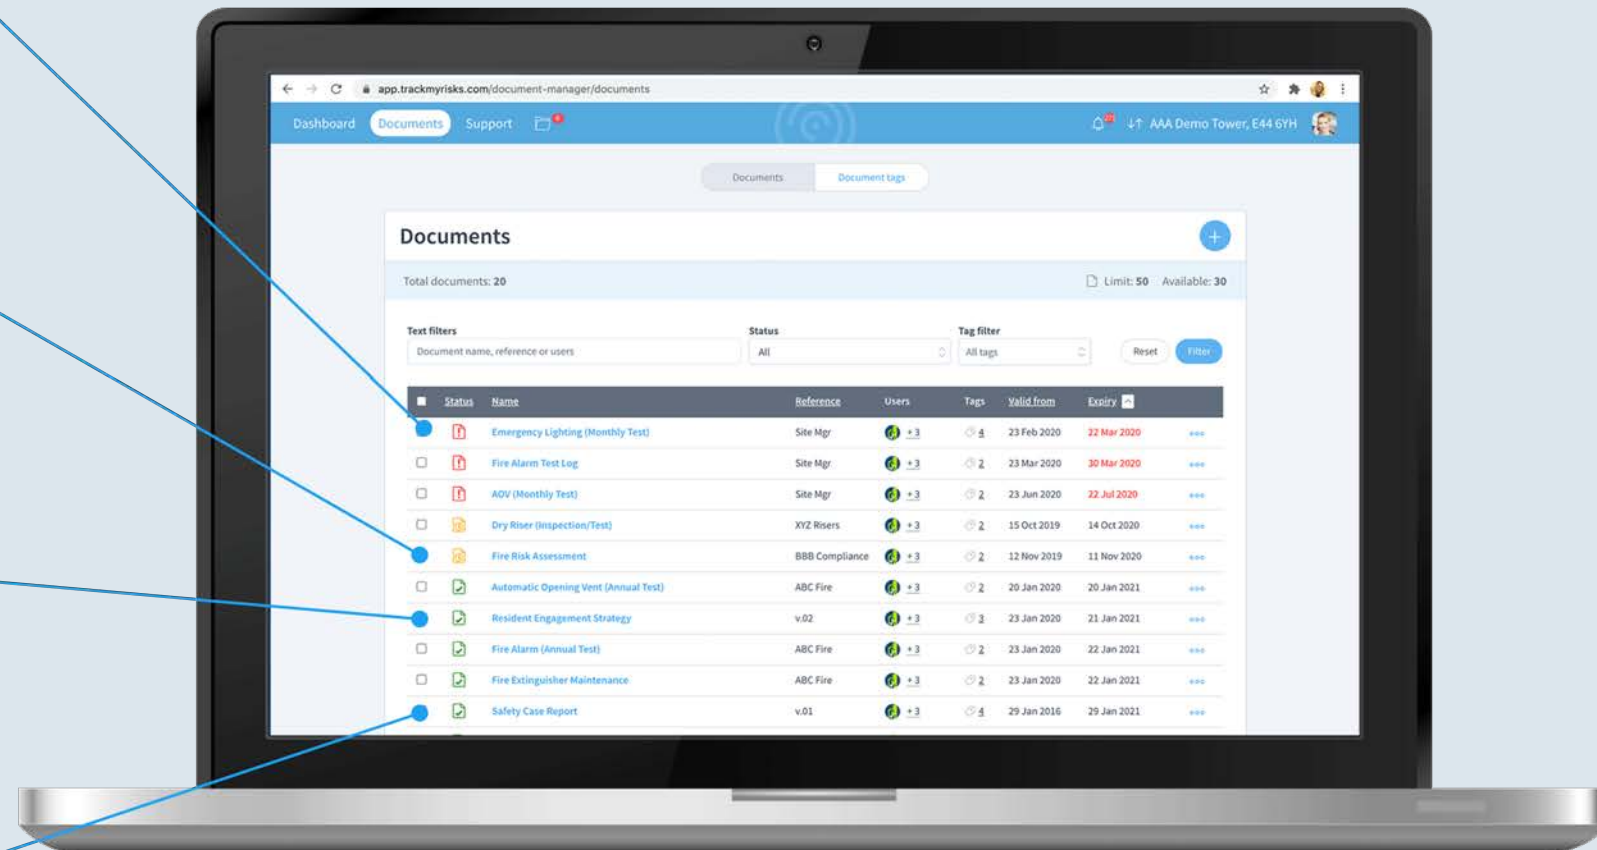 app.trackmyrisks.com/document-manager/documents
Dashboard Documents Support AAA Demo Tower, E44 6YH
Documents Document tags
Documents
Total documents: 20 Limit: 50 Available: 30
Text filters Status Tag filter
Document name, reference or users All All tags Reset Filter
Status Name Reference Users Tags Valid from Expiry
Emergency Lighting (Monthly Test) Site Mgr +3 4 23 Feb 2020 22 Mar 2020
Fire Alarm Test Log Site Mgr +3 2 23 Mar 2020 30 Mar 2020
AOV (Monthly Test) Site Mgr +3 2 23 Jun 2020 22 Jul 2020
Dry Riser (Inspection/Test) XYZ Risers +3 2 15 Oct 2019 14 Oct 2020
Fire Risk Assessment BBB Compliance +3 2 12 Nov 2019 11 Nov 2020
Automatic Opening Vent (Annual Test) ABC Fire +3 2 20 Jan 2020 20 Jan 2021
Resident Engagement Strategy v.02 +3 3 23 Jan 2020 21 Jan 2021
Fire Alarm (Annual Test) ABC Fire +3 2 23 Jan 2020 22 Jan 2021
Fire Extinguisher Maintenance ABC Fire +3 2 23 Jan 2020 22 Jan 2021
Safety Case Report v.01 +3 4 29 Jan 2016 29 Jan 2021